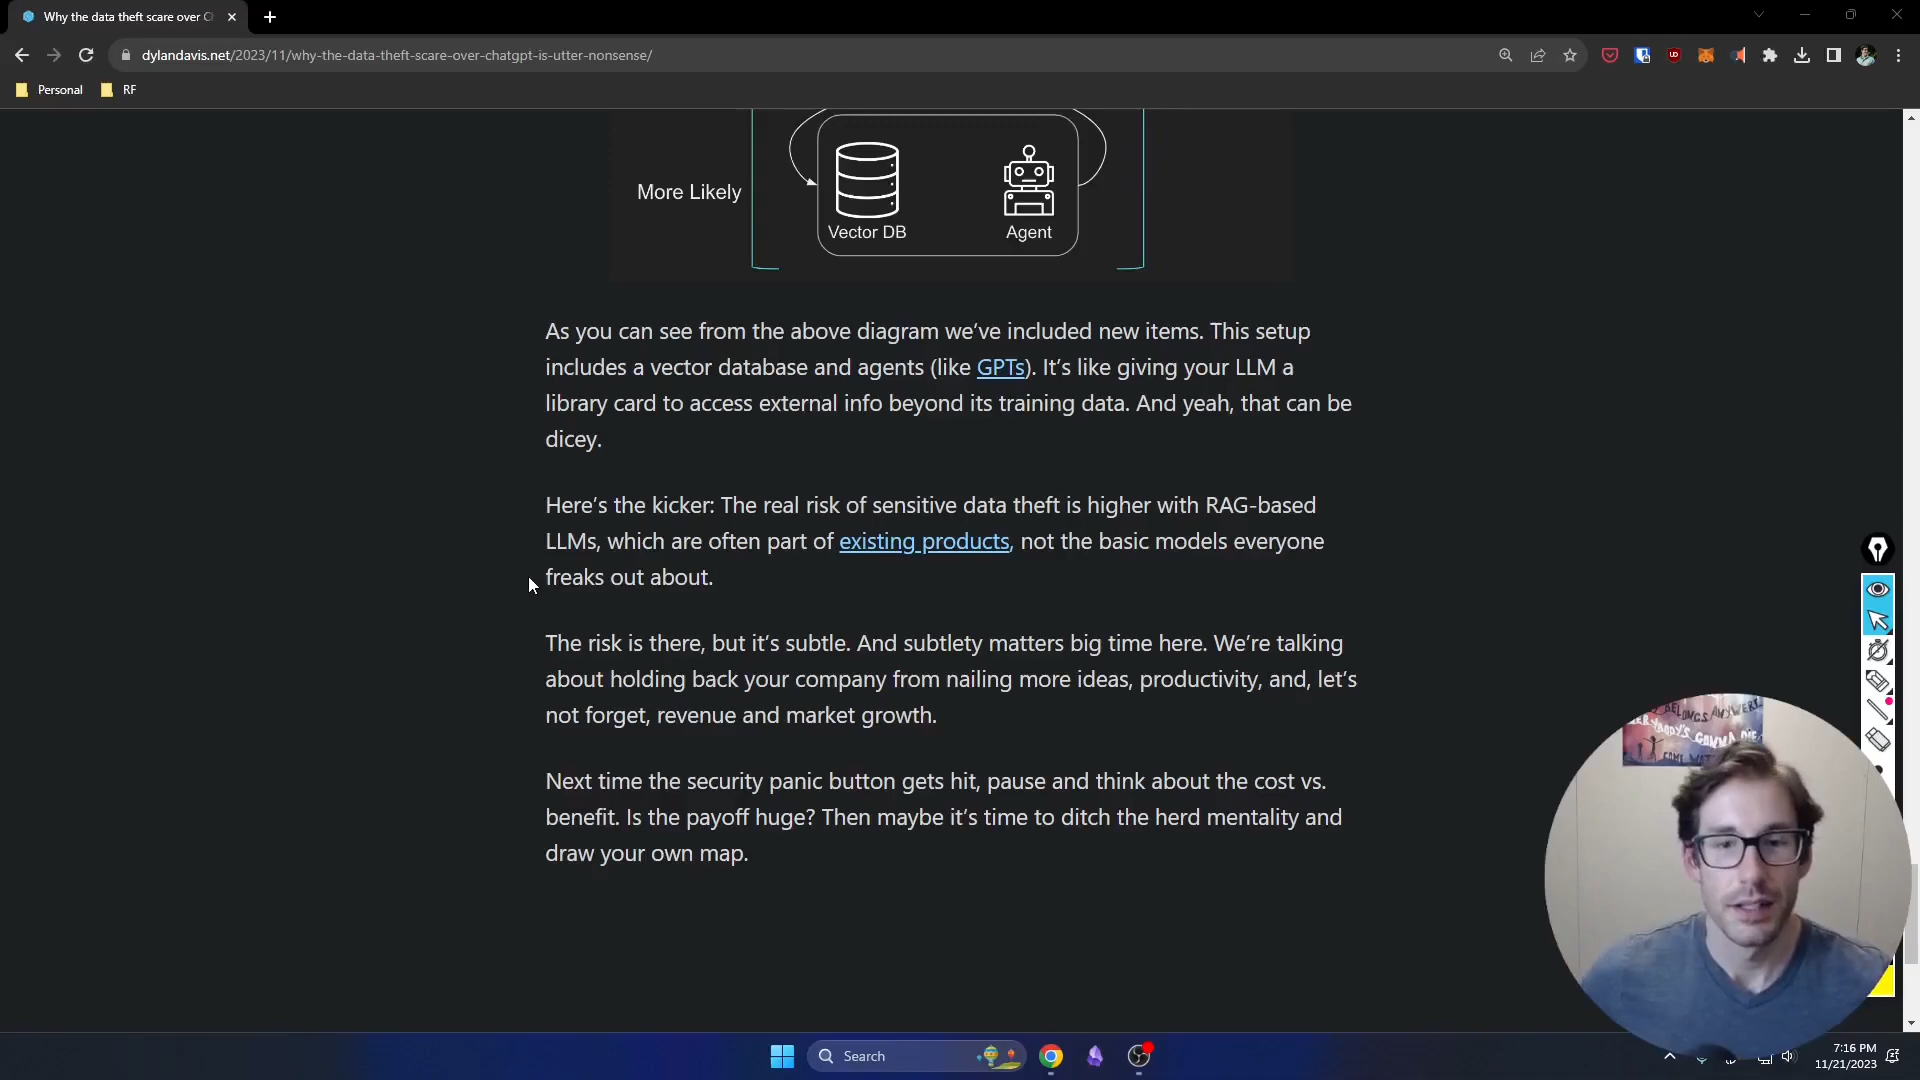 Why the data theft scare over C
dylandavis.net/2023/11/why-the-data-theft-scare-over-chatgpt-is-utter-nonsense/
Personal
RF
More Likely
Vector DB
Agent
As you can see from the above diagram we've included new items. This setup
includes a vector database and agents (like GPTs). It's like giving your LLM a
library card to access external info beyond its training data. And yeah, that can be
dicey.
Here's the kicker: The real risk of sensitive data theft is higher with RAG-based
LLMs, which are often part of existing products, not the basic models everyone
freaks out about.
The risk is there, but it's subtle. And subtlety matters big time here. We're talking
about holding back your company from nailing more ideas, productivity, and, let's
not forget, revenue and market growth.
Next time the security panic button gets hit, pause and think about the cost vs.
benefit. Is the payoff huge? Then maybe it's time to ditch the herd mentality and
draw your own map.
BELONGS ANYWHERE
GONNA DIE
COME WAT
Search
7:16 PM
11/21/2023